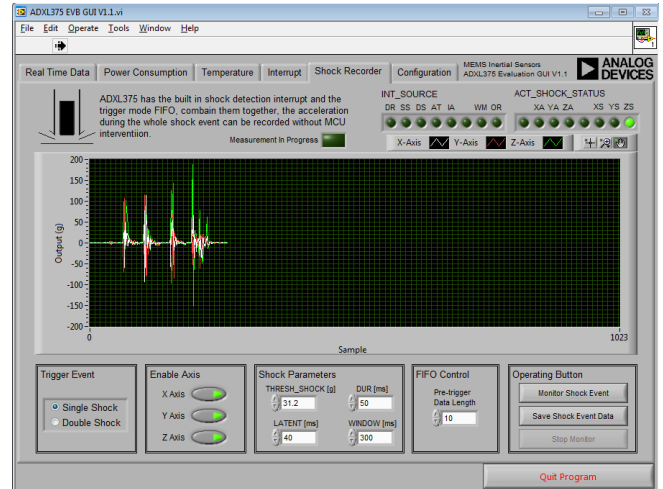 ADXL375 EVB GUI V1.1.vi
File Edit Operate Tools Window Help
Real Time Data Power Consumption Temperature Interrupt Shock Recorder Configuration
MEMS Inertial Sensors
ADXL375 Evaluation GUI V1.1
ANALOG
DEVICES
ADXL375 has the built in shock detection interrupt and the
trigger mode FIFO, combain them together, the acceleration
during the whole shock event can be recorded without MCU
interventiion.
Measurement In Progress
INT_SOURCE
DR SS DS AT IA WM OR
ACT_SHOCK_STATUS
XA YA ZA XS YS ZS
X-Axis Y-Axis Z-Axis
Output (g)
200
150
100
50
0
-50
-100
-150
-200
0 1023
Sample
Trigger Event
Single Shock
Double Shock
Enable Axis
X Axis
Y Axis
Z Axis
Shock Parameters
THRESH_SHOCK [g] DUR [ms]
31.2 50
LATENT [ms] WINDOW [ms]
40 300
FIFO Control
Pre-trigger
Data Length
10
Operating Button
Monitor Shock Event
Save Shock Event Data
Stop Monitor
Quit Program